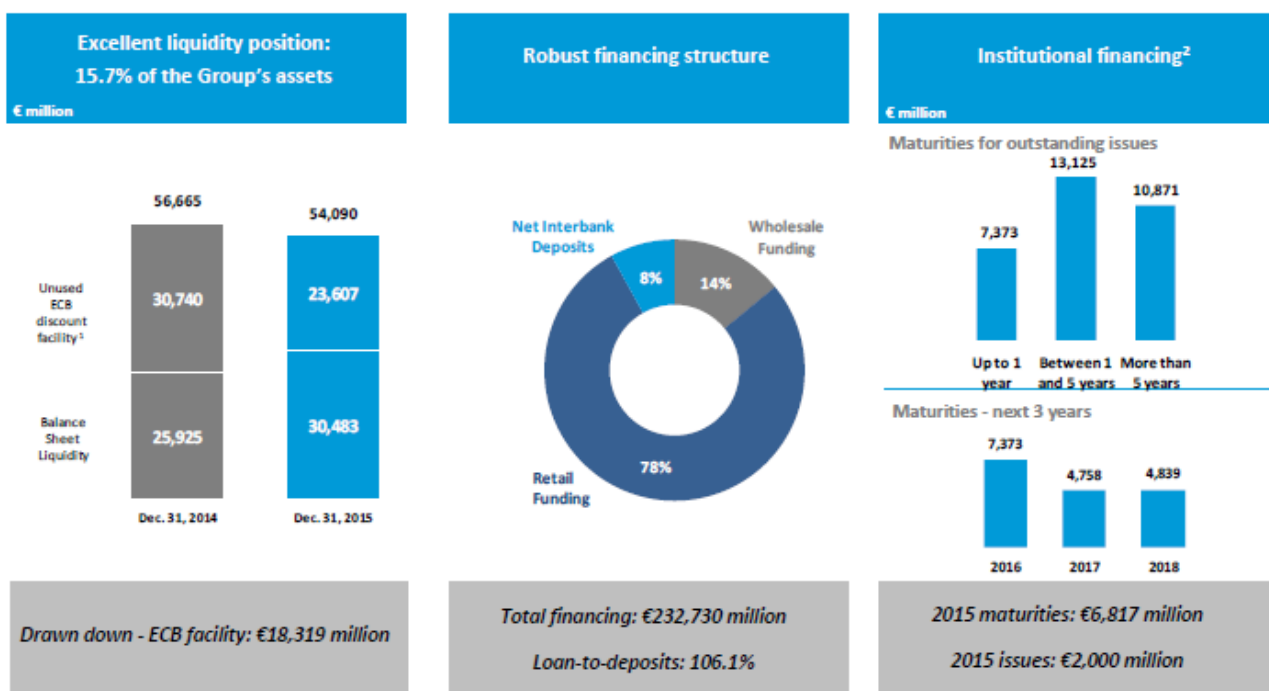 Excellent liquidity position:
15.7% of the Group's assets
€ million
56,665
54,090
Unused
ECB
discount
facility¹
30,740
23,607
Balance
Sheet
Liquidity
25,925
30,483
Dec. 31, 2014
Dec. 31, 2015
Drawn down - ECB facility: €18,319 million
Robust financing structure
Net Interbank
Deposits
Wholesale
Funding
8%
14%
78%
Retail
Funding
Total financing: €232,730 million
Loan-to-deposits: 106.1%
Institutional financing²
€ million
Maturities for outstanding issues
13,125
10,871
7,373
Up to 1
year
Between 1
and 5 years
More than
5 years
Maturities - next 3 years
7,373
4,758
4,839
2016
2017
2018
2015 maturities: €6,817 million
2015 issues: €2,000 million